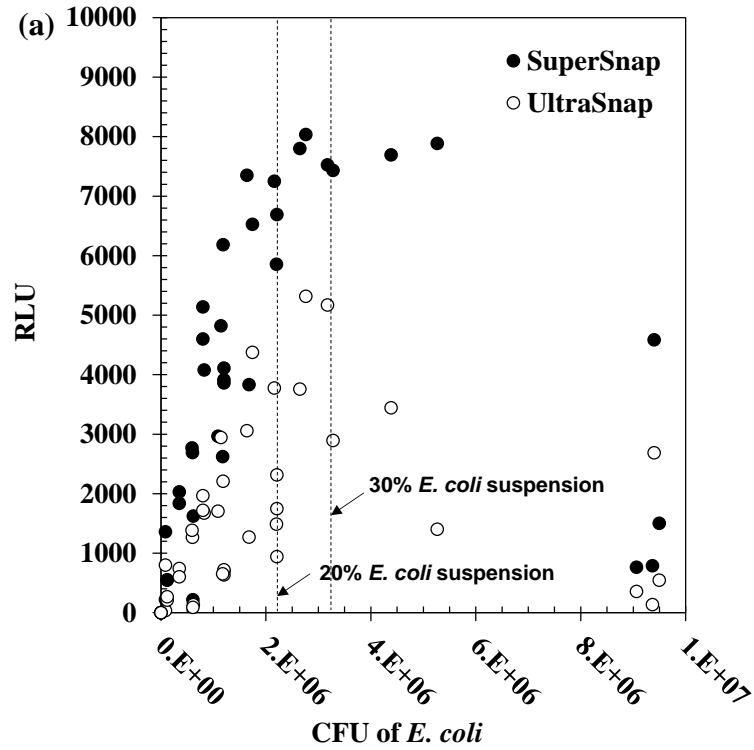 (a)
10000
9000
8000
7000
6000
5000
4000
3000
2000
1000
0
RLU
SuperSnap
UltraSnap
30% E. coli suspension
20% E. coli suspension
0.E+00
2.E+06
4.E+06
6.E+06
8.E+06
1.E+07
CFU of E. coli